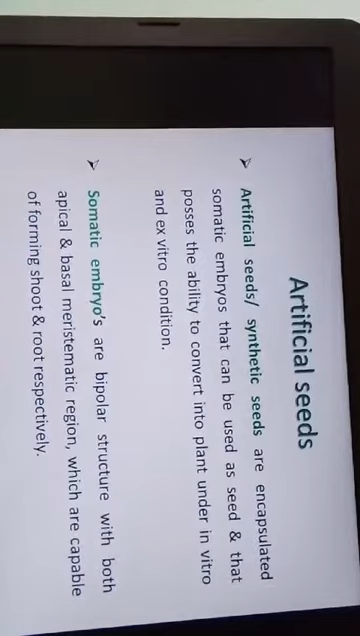 Artificial seeds
➢ Artificial seeds/ synthetic seeds are encapsulated
somatic embryos that can be used as seed & that
posses the ability to convert into plant under in vitro
and ex vitro condition.
➢ Somatic embryo's are bipolar structure with both
apical & basal meristematic region, which are capable
of forming shoot & root respectively.